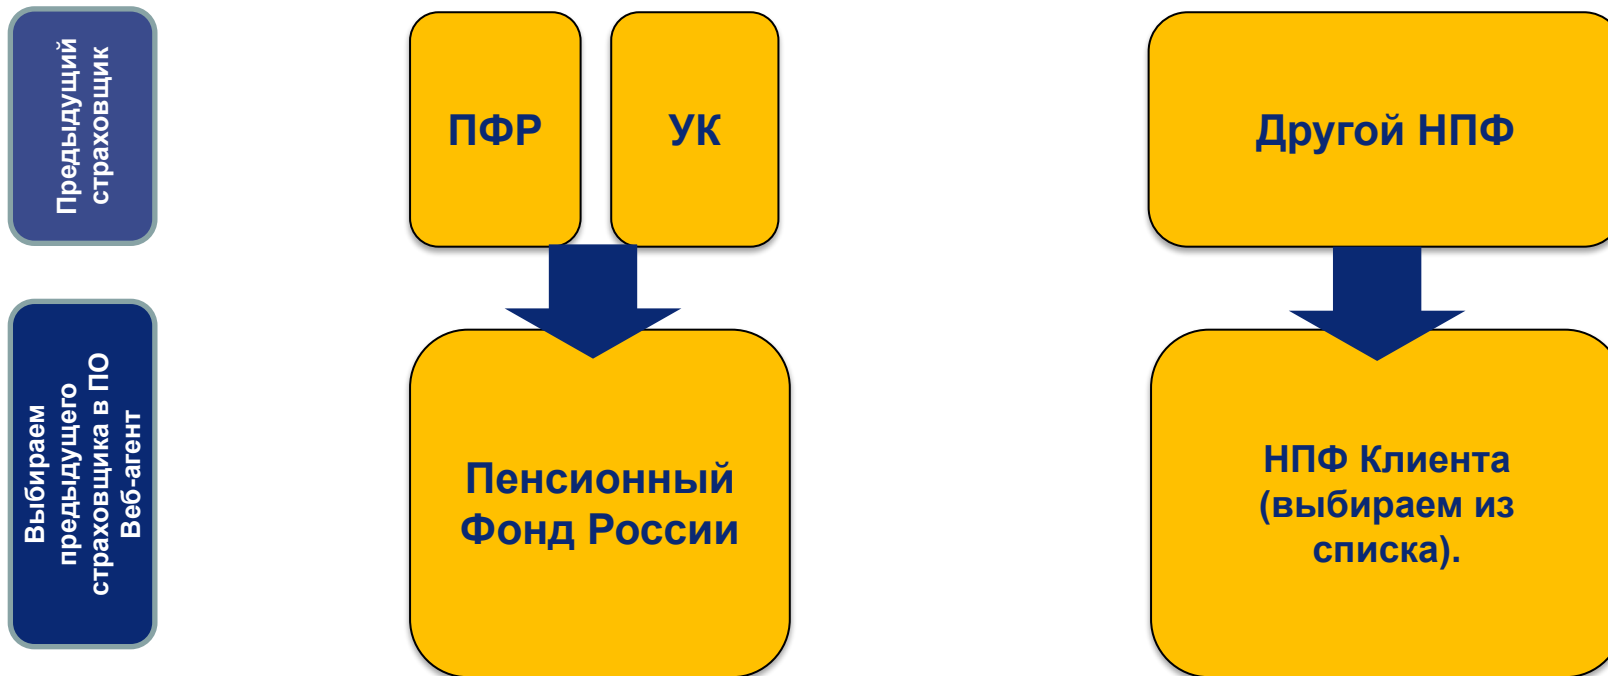 Предыдущий
страховщик
ПФР
УК
Другой НПФ
Выбираем
предыдущего
страховщика в ПО
Веб-агент
Пенсионный
Фонд России
НПФ Клиента
(выбираем из
списка).